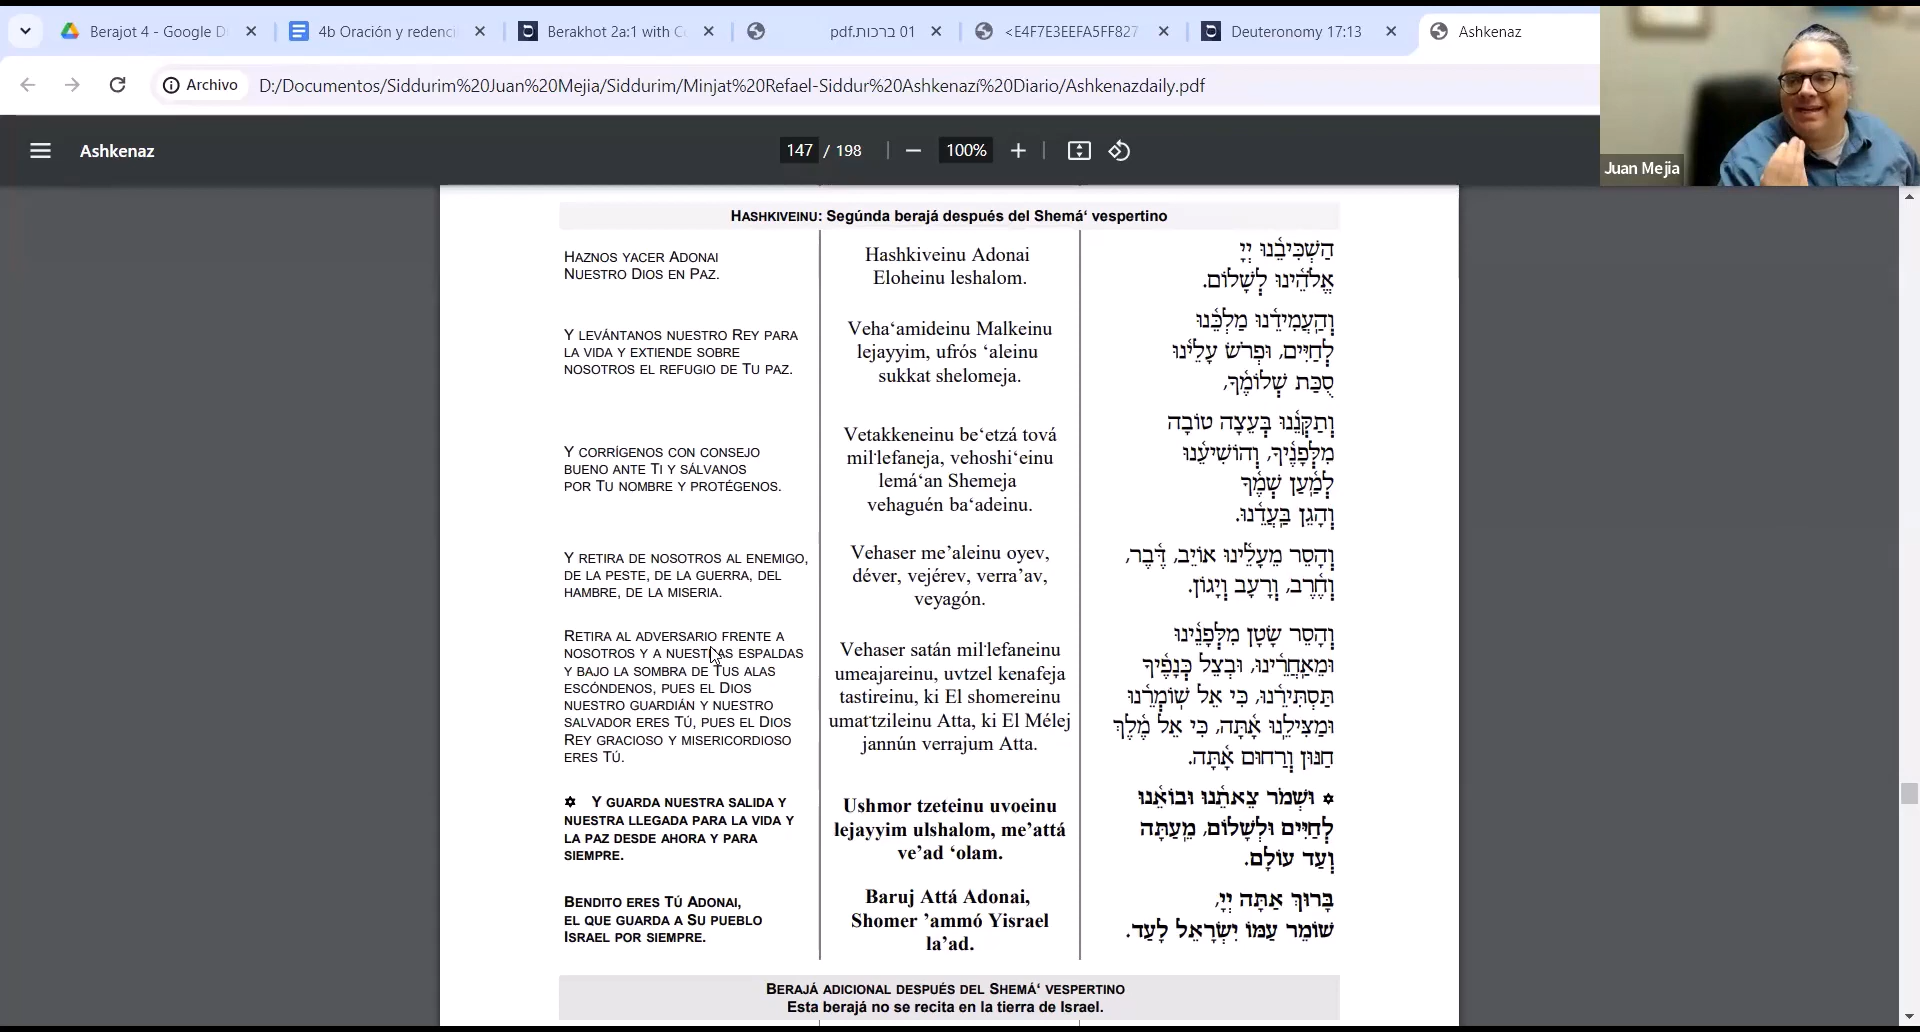 Berajot 4 - Google D
4b Oración y redenci
Berakhot 2a:1 with Co
01 ברכות.pdf
<E4F7E3EEFA5FF827
Deuteronomy 17:13
Ashkenaz
Archivo
D:/Documentos/Siddurim%20Juan%20Mejia/Siddurim/Minjat%20Refael-Siddur%20Ashkenazí%20Diario/Ashkenazdaily.pdf
Ashkenaz
147 / 198
100%
Juan Mejia
HASHKIVEINU: Segúnda berajá después del Shemá‘ vespertino
HAZNOS YACER ADONAI
NUESTRO DIOS EN PAZ.
Hashkiveinu Adonai
Eloheinu leshalom.
הַשְׁכִּיבֵֽנוּ יְיָ
אֱלֹהֵֽינוּ לְשָׁלוֹם.
Y LEVÁNTANOS NUESTRO REY PARA
LA VIDA Y EXTIENDE SOBRE
NOSOTROS EL REFUGIO DE TU PAZ.
Veha‘amideinu Malkeinu
lejayyim, ufrós ‘aleinu
sukkat shelomeja.
וְהַעֲמִידֵֽנוּ מַלְכֵּֽנוּ
לְחַיִּים, וּפְרֹשׂ עָלֵֽינוּ
סֻכַּת שְׁלוֹמֶֽךָ,
Y CORRÍGENOS CON CONSEJO
BUENO ANTE TI Y SÁLVANOS
POR TU NOMBRE Y PROTÉGENOS.
Vetakkeneinu be‘etzá tová
mil·lefaneja, vehoshi‘einu
lemá‘an Shemeja
vehaguén ba‘adeinu.
וְתַקְּנֵֽנוּ בְּעֵצָה טוֹבָה
מִלְּפָנֶֽיךָ, וְהוֹשִׁיעֵֽנוּ
לְמַֽעַן שְׁמֶֽךָ
וְהָגֵן בַּעֲדֵֽנוּ.
Y RETIRA DE NOSOTROS AL ENEMIGO,
DE LA PESTE, DE LA GUERRA, DEL
HAMBRE, DE LA MISERIA.
Vehaser me’aleinu oyev,
déver, vejérev, verra’av,
veyagón.
וְהָסֵר מֵעָלֵֽינוּ אוֹיֵב, דֶּֽבֶר,
וְחֶֽרֶב, וְרָעָב וְיָגוֹן.
RETIRA AL ADVERSARIO FRENTE A
NOSOTROS Y A NUESTRAS ESPALDAS
Y BAJO LA SOMBRA DE TUS ALAS
ESCÓNDENOS, PUES EL DIOS
NUESTRO GUARDIÁN Y NUESTRO
SALVADOR ERES TÚ, PUES EL DIOS
REY GRACIOSO Y MISERICORDIOSO
ERES TÚ.
Vehaser satán mil·lefaneinu
umeajareinu, uvtzel kenafeja
tastireinu, ki El shomereinu
umat·tzileinu Atta, ki El Mélej
jannún verrajum Atta.
וְהָסֵר שָׂטָן מִלְּפָנֵֽינוּ
וּמֵאַחֲרֵֽינוּ, וּבְצֵל כְּנָפֶֽיךָ
תַּסְתִּירֵֽנוּ, כִּי אֵל שׁוֹמְרֵֽנוּ
וּמַצִּילֵֽנוּ אָֽתָּה, כִּי אֵל מֶֽלֶךְ
חַנּוּן וְרַחוּם אָֽתָּה.
✡ Y GUARDA NUESTRA SALIDA Y
NUESTRA LLEGADA PARA LA VIDA Y
LA PAZ DESDE AHORA Y PARA
SIEMPRE.
Ushmor tzeteinu uvoeinu
lejayyim ulshalom, me’attá
ve’ad ‘olam.
✡ וּשְׁמֹר צֵאתֵֽנוּ וּבוֹאֵֽנוּ
לְחַיִּים וּלְשָׁלוֹם, מֵעַתָּה
וְעַד עוֹלָם.
BENDITO ERES TÚ ADONAI,
EL QUE GUARDA A SU PUEBLO
ISRAEL POR SIEMPRE.
Baruj Attá Adonai,
Shomer ’ammó Yisrael
la’ad.
בָּרוּךְ אַתָּה יְיָ,
שׁוֹמֵר עַמּוֹ יִשְׂרָאֵל לָעַד.
BERAJÁ ADICIONAL DESPUÉS DEL SHEMÁ‘ VESPERTINO
Esta berajá no se recita en la tierra de Israel.